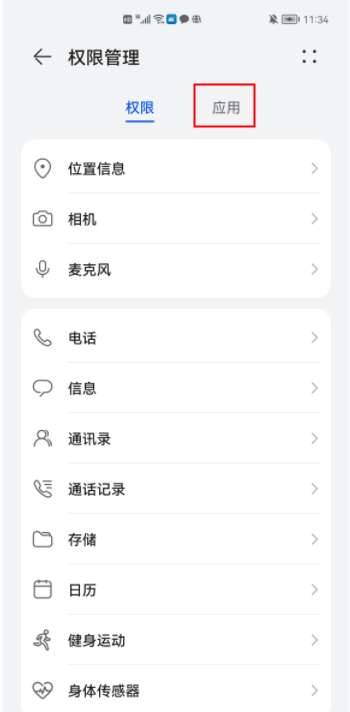 11:34
权限管理
权限 应用
位置信息
相机
麦克风
电话
信息
通讯录
通话记录
存储
日历
健身运动
身体传感器